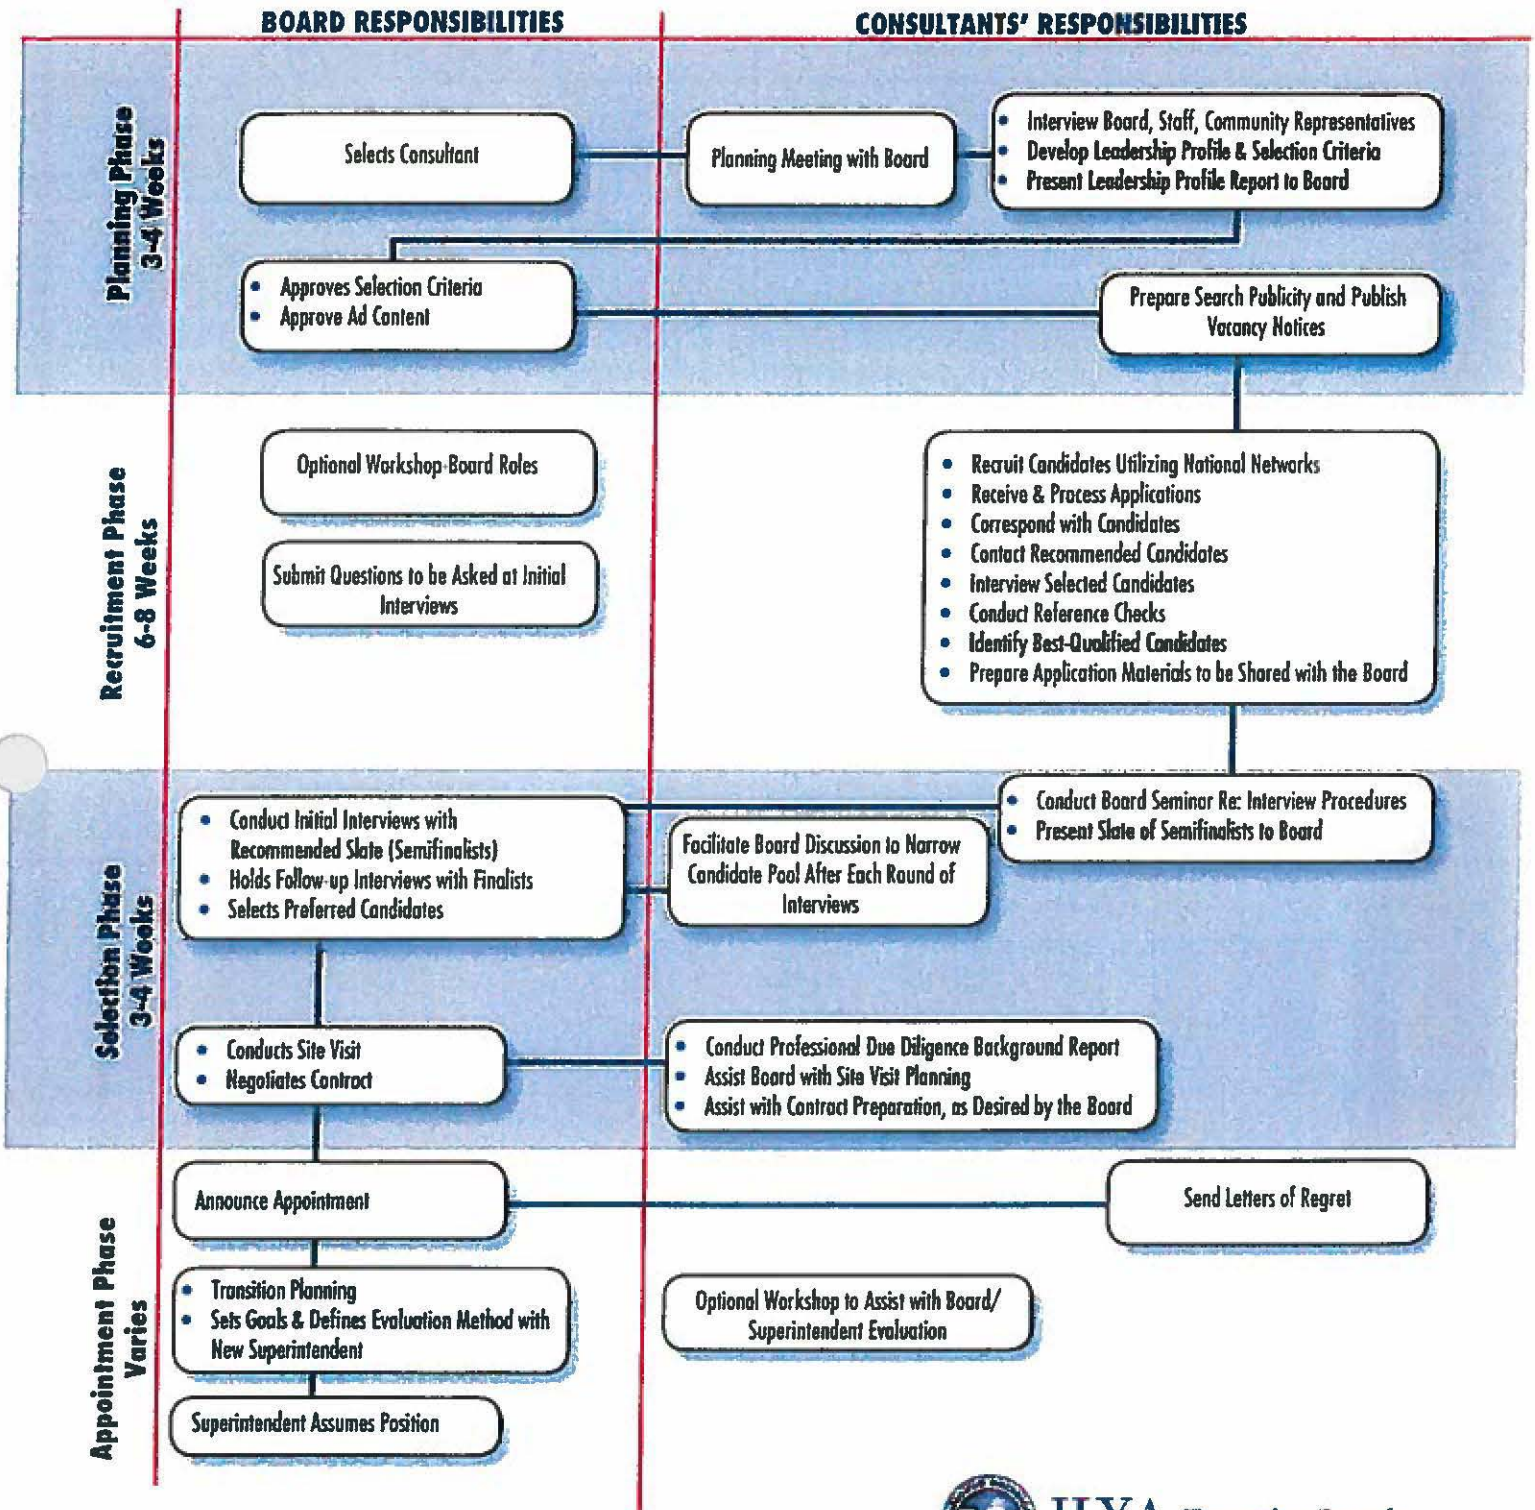 BOARD RESPONSIBILITIES
CONSULTANTS' RESPONSIBILITIES
Planning Phase
3-4 Weeks
Selects Consultant
Planning Meeting with Board
• Interview Board, Staff, Community Representatives
• Develop Leadership Profile & Selection Criteria
• Present Leadership Profile Report to Board
• Approves Selection Criteria
• Approve Ad Content
Prepare Search Publicity and Publish
Vacancy Notices
Recruitment Phase
6-8 Weeks
Optional Workshop-Board Roles
Submit Questions to be Asked at Initial
Interviews
• Recruit Candidates Utilizing National Networks
• Receive & Process Applications
• Correspond with Candidates
• Contact Recommended Candidates
• Interview Selected Candidates
• Conduct Reference Checks
• Identify Best-Qualified Candidates
• Prepare Application Materials to be Shared with the Board
Selection Phase
3-4 Weeks
• Conduct Initial Interviews with
Recommended Slate (Semifinalists)
• Holds Follow-up Interviews with Finalists
• Selects Preferred Candidates
Facilitate Board Discussion to Narrow
Candidate Pool After Each Round of
Interviews
• Conduct Board Seminar Re: Interview Procedures
• Present Slate of Semifinalists to Board
• Conducts Site Visit
• Negotiates Contract
• Conduct Professional Due Diligence Background Report
• Assist Board with Site Visit Planning
• Assist with Contract Preparation, as Desired by the Board
Appointment Phase
Varies
Announce Appointment
Send Letters of Regret
• Transition Planning
• Sets Goals & Defines Evaluation Method with
New Superintendent
Optional Workshop to Assist with Board/
Superintendent Evaluation
Superintendent Assumes Position